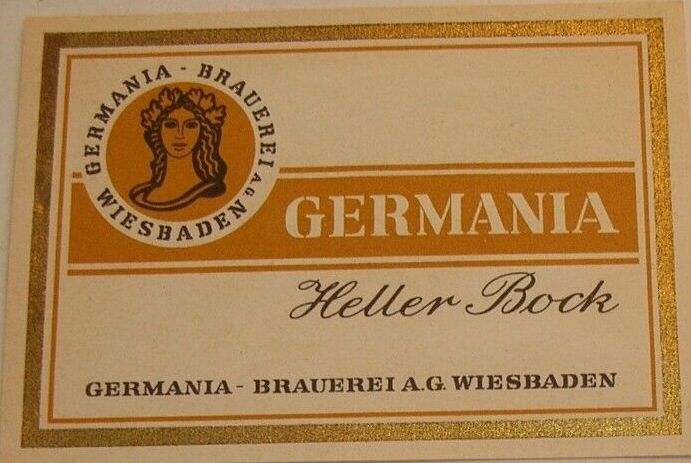 GERMANIA - BRAUEREI A.G.
WIESBADEN
GERMANIA
Heller Bock
GERMANIA - BRAUEREI A.G. WIESBADEN